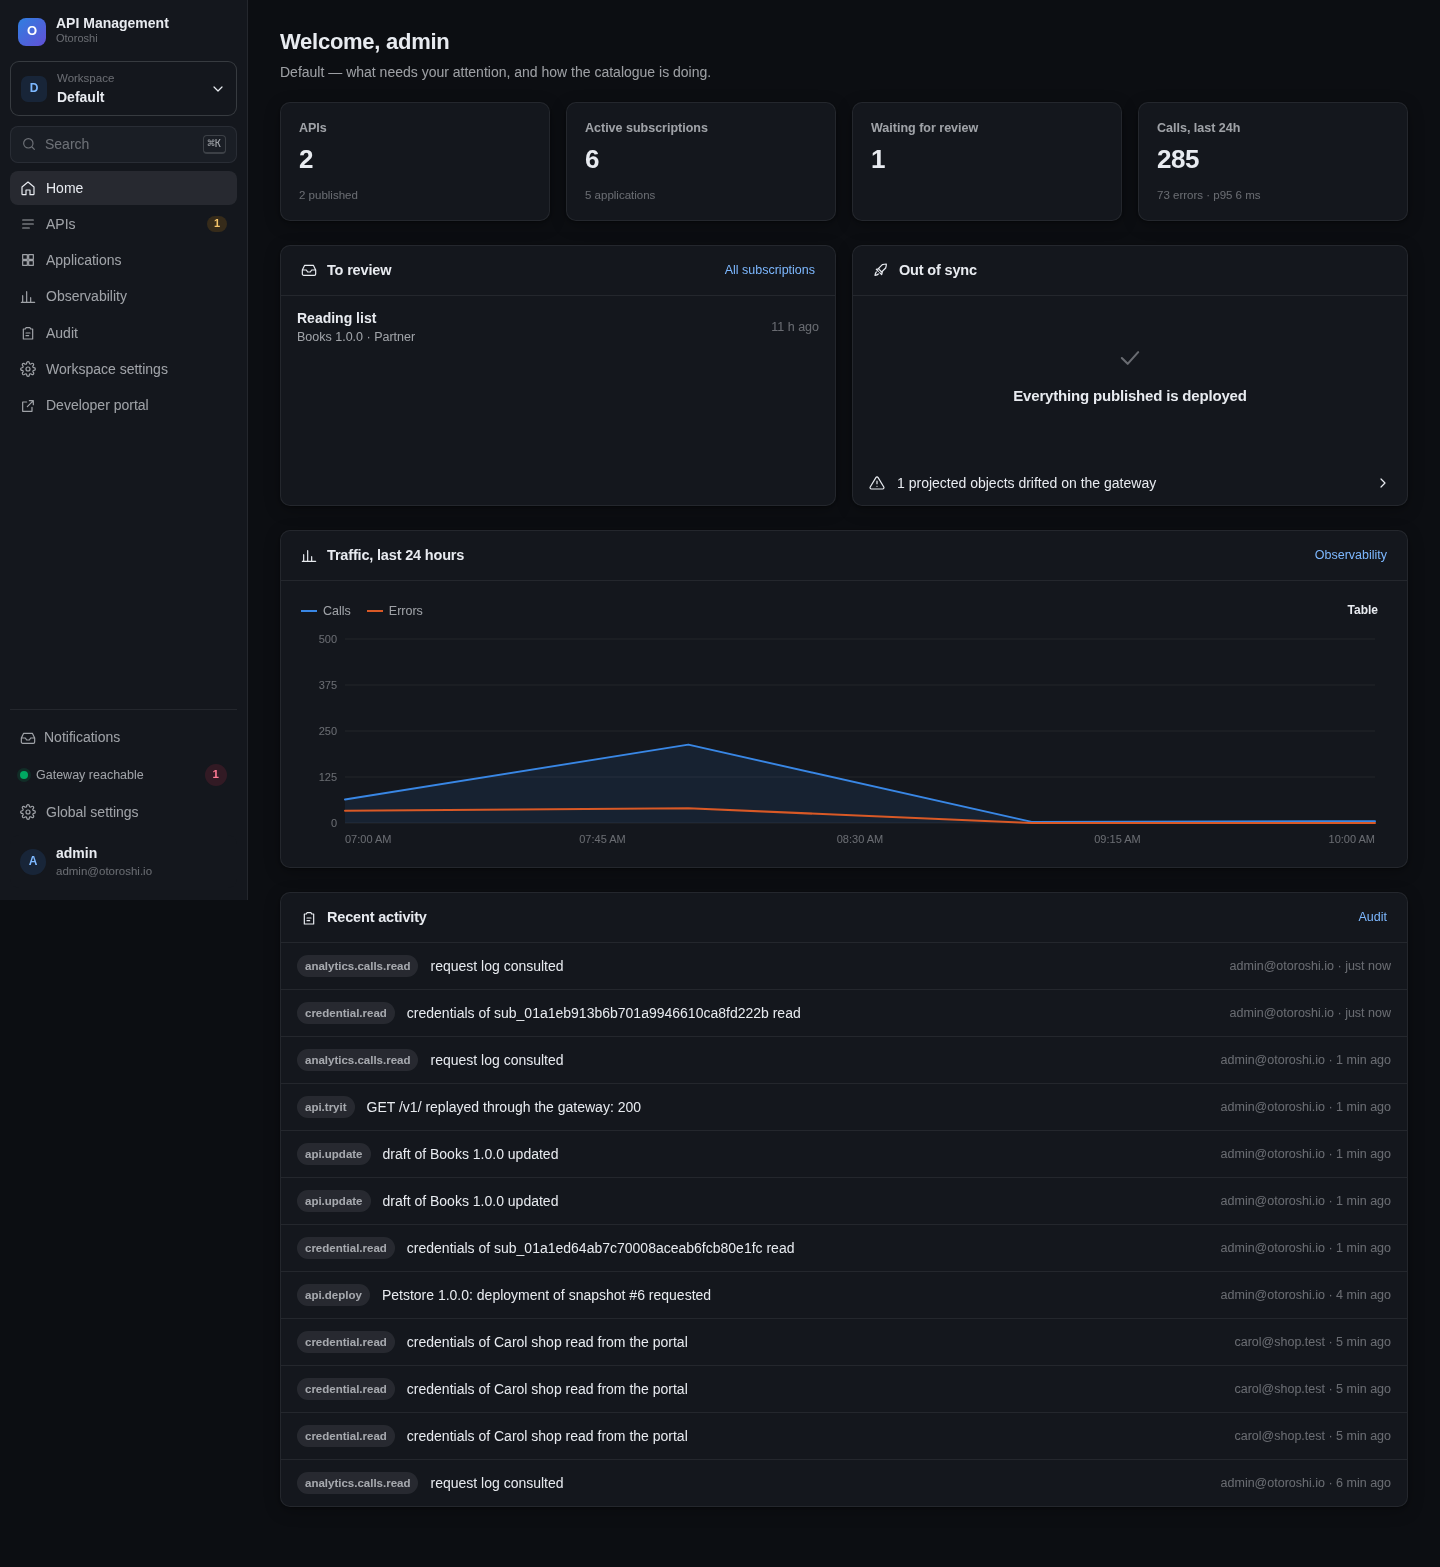 O
API Management
Otoroshi
D
Workspace
Default
Search
⌘K
Home
APIs
1
Applications
Observability
Audit
Workspace settings
Developer portal
Notifications
Gateway reachable
1
Global settings
A
admin
admin@otoroshi.io
Welcome, admin
Default — what needs your attention, and how the catalogue is doing.
APIs
2
2 published
Active subscriptions
6
5 applications
Waiting for review
1
Calls, last 24h
285
73 errors · p95 6 ms
To review
All subscriptions
Reading list
Books 1.0.0 · Partner
11 h ago
Out of sync
Everything published is deployed
1 projected objects drifted on the gateway
Traffic, last 24 hours
Observability
Calls
Errors
Table
500
375
250
125
0
07:00 AM
07:45 AM
08:30 AM
09:15 AM
10:00 AM
Recent activity
Audit
analytics.calls.read request log consulted admin@otoroshi.io · just now
credential.read credentials of sub_01a1eb913b6b701a9946610ca8fd222b read admin@otoroshi.io · just now
analytics.calls.read request log consulted admin@otoroshi.io · 1 min ago
api.tryit GET /v1/ replayed through the gateway: 200 admin@otoroshi.io · 1 min ago
api.update draft of Books 1.0.0 updated admin@otoroshi.io · 1 min ago
api.update draft of Books 1.0.0 updated admin@otoroshi.io · 1 min ago
credential.read credentials of sub_01a1ed64ab7c70008aceab6fcb80e1fc read admin@otoroshi.io · 1 min ago
api.deploy Petstore 1.0.0: deployment of snapshot #6 requested admin@otoroshi.io · 4 min ago
credential.read credentials of Carol shop read from the portal carol@shop.test · 5 min ago
credential.read credentials of Carol shop read from the portal carol@shop.test · 5 min ago
credential.read credentials of Carol shop read from the portal carol@shop.test · 5 min ago
analytics.calls.read request log consulted admin@otoroshi.io · 6 min ago